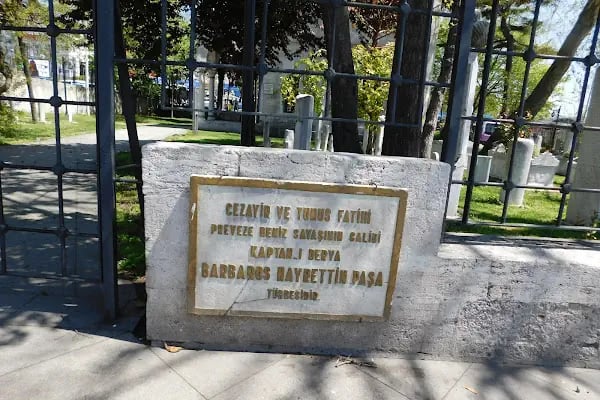 CEZAYİR VE TUNUS FATİHİ
PREVEZE DENİZ SAVAŞININ GALİBİ
KAPTAN.I DERYA
BARBAROS HAYRETTİN PAŞA
TÜRBESİDİR.